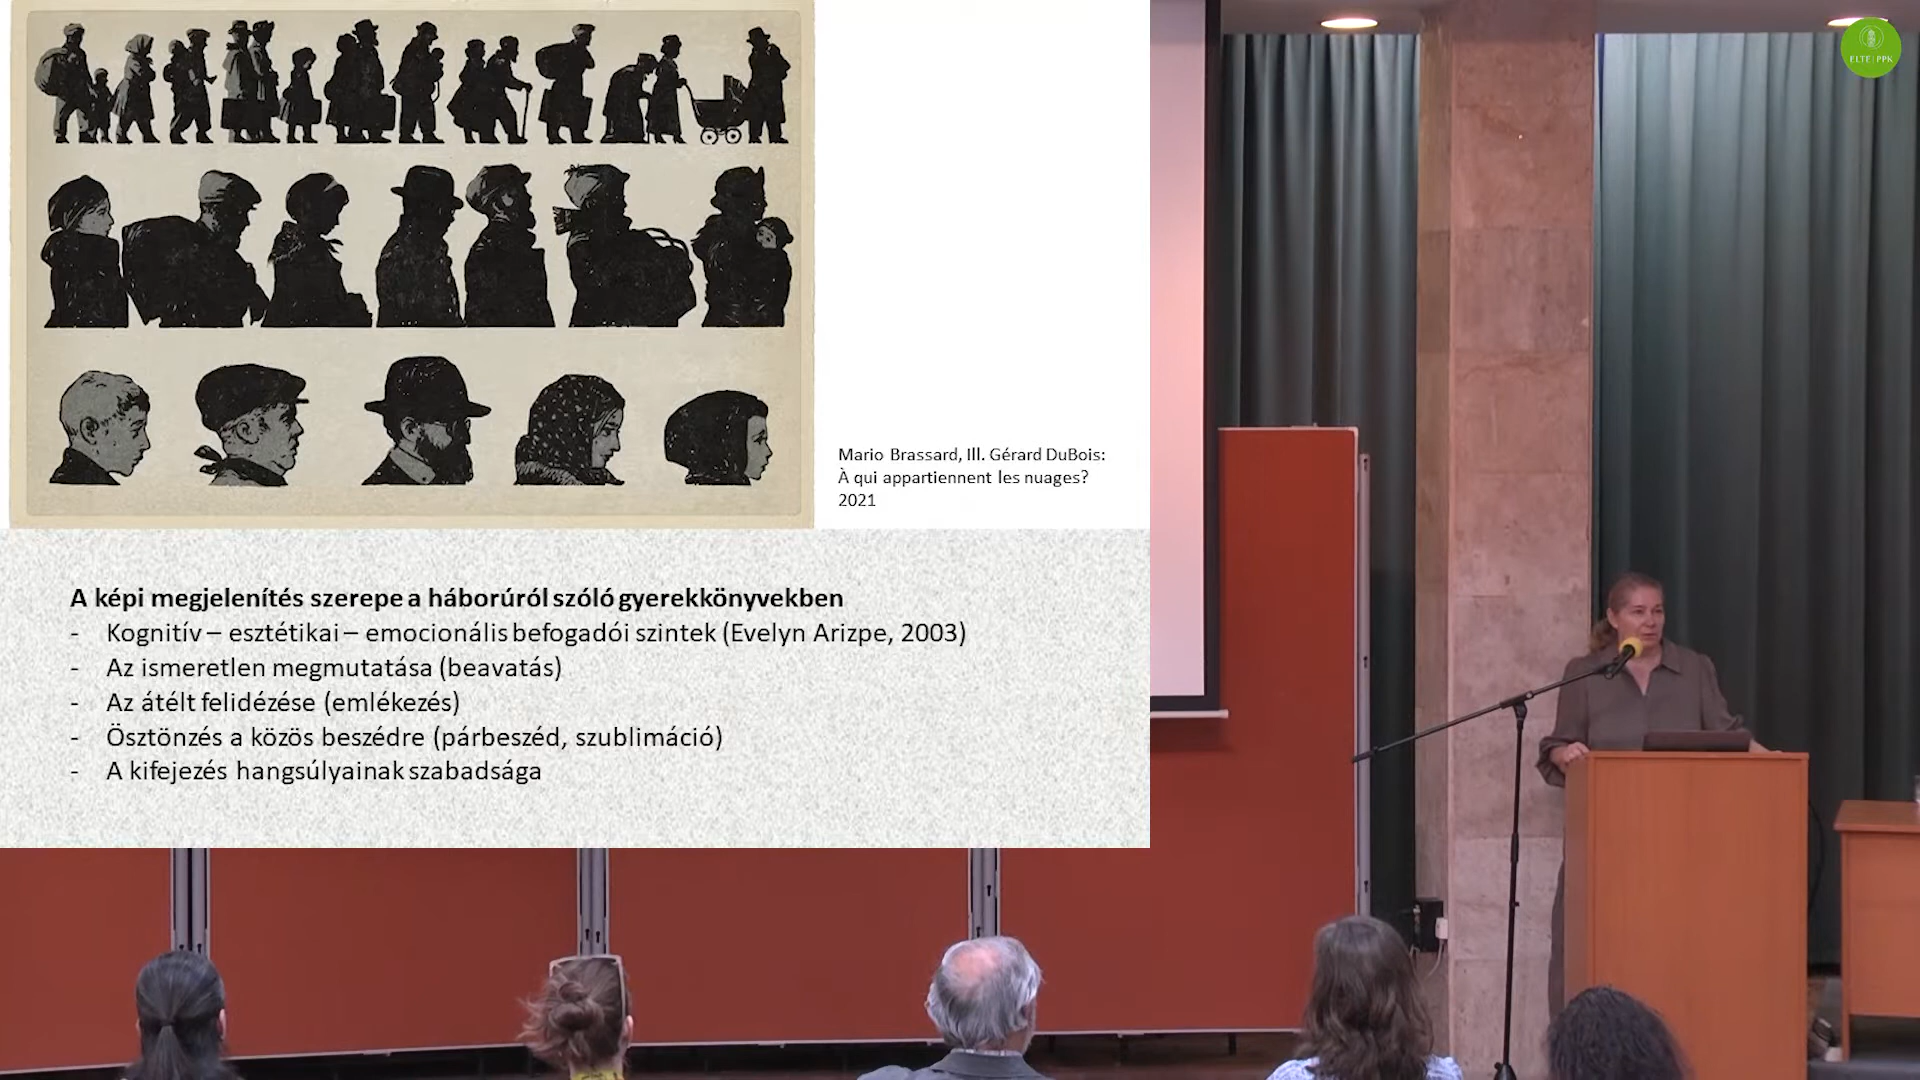 ELTE | PPK
Mario Brassard, Ill. Gérard DuBois:
À qui appartiennent les nuages?
2021
A képi megjelenítés szerepe a háborúról szóló gyerekkönyvekben
- Kognitív – esztétikai – emocionális befogadói szintek (Evelyn Arizpe, 2003)
- Az ismeretlen megmutatása (beavatás)
- Az átélt felidézése (emlékezés)
- Ösztönzés a közös beszédre (párbeszéd, szublimáció)
- A kifejezés hangsúlyainak szabadsága